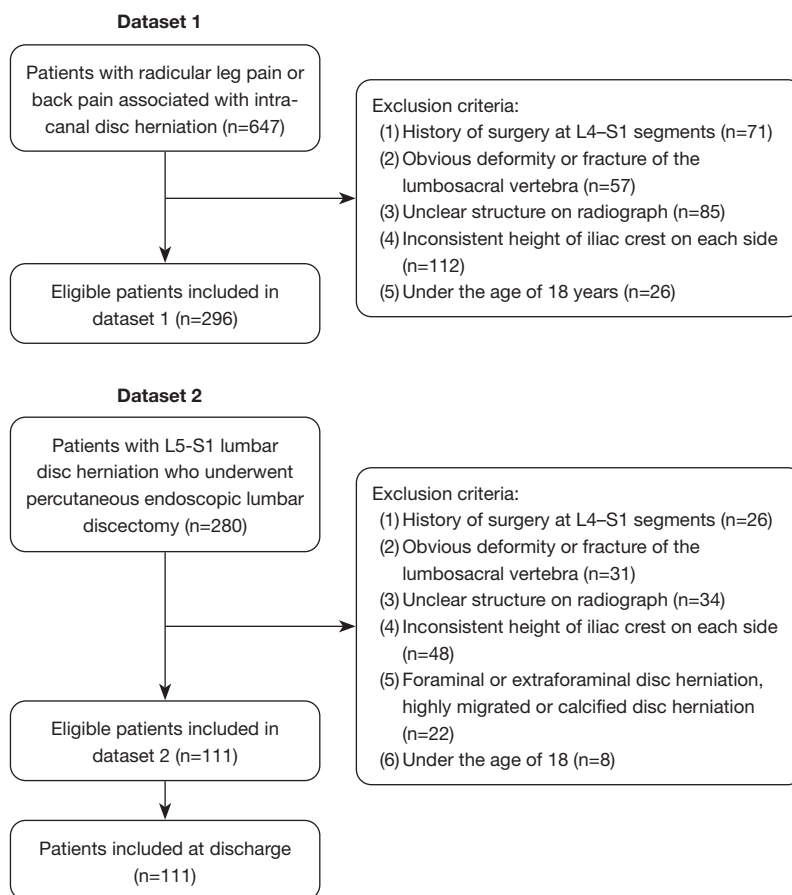 Dataset 1
Patients with radicular leg pain or
back pain associated with intra-
canal disc herniation (n=647)
Exclusion criteria:
(1) History of surgery at L4–S1 segments (n=71)
(2) Obvious deformity or fracture of the
lumbosacral vertebra (n=57)
(3) Unclear structure on radiograph (n=85)
(4) Inconsistent height of iliac crest on each side
(n=112)
(5) Under the age of 18 years (n=26)
Eligible patients included in
dataset 1 (n=296)
Dataset 2
Patients with L5-S1 lumbar
disc herniation who underwent
percutaneous endoscopic lumbar
discectomy (n=280)
Exclusion criteria:
(1) History of surgery at L4–S1 segments (n=26)
(2) Obvious deformity or fracture of the
lumbosacral vertebra (n=31)
(3) Unclear structure on radiograph (n=34)
(4) Inconsistent height of iliac crest on each side
(n=48)
(5) Foraminal or extraforaminal disc herniation,
highly migrated or calcified disc herniation
(n=22)
(6) Under the age of 18 (n=8)
Eligible patients included in
dataset 2 (n=111)
Patients included at discharge
(n=111)